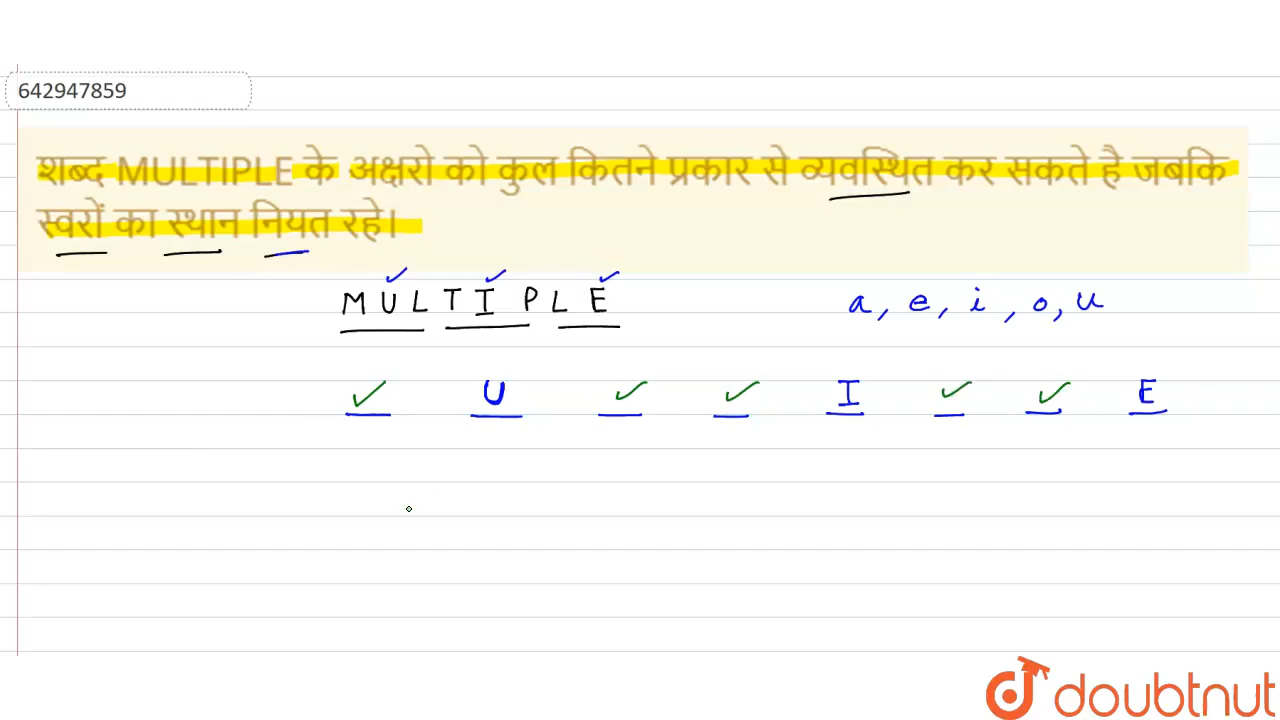 642947859
शब्द MULTIPLE के अक्षरो को कुल कितने प्रकार से व्यवस्थित कर सकते है जबकि
स्वरों का स्थान नियत रहे।
M U L T I P L E a, e, i, o, u
U I E
doubtnut